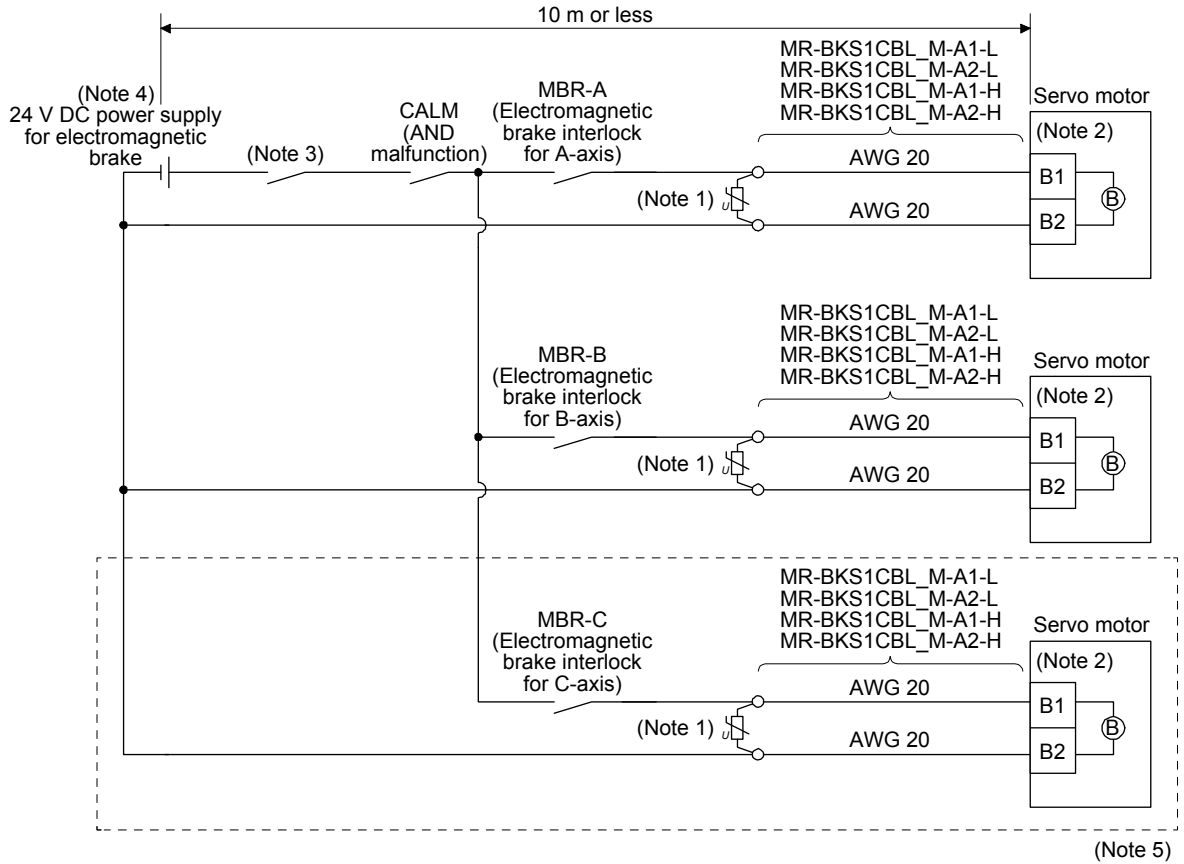 10 m or less
(Note 4)
24 V DC power supply
for electromagnetic
brake
(Note 3)
CALM
(AND
malfunction)
MBR-A
(Electromagnetic
brake interlock
for A-axis)
MR-BKS1CBL_M-A1-L
MR-BKS1CBL_M-A2-L
MR-BKS1CBL_M-A1-H
MR-BKS1CBL_M-A2-H
Servo motor
(Note 2)
AWG 20
B1
(Note 1)
U
B
AWG 20
B2
MBR-B
(Electromagnetic
brake interlock
for B-axis)
MR-BKS1CBL_M-A1-L
MR-BKS1CBL_M-A2-L
MR-BKS1CBL_M-A1-H
MR-BKS1CBL_M-A2-H
Servo motor
(Note 2)
AWG 20
B1
(Note 1)
U
B
AWG 20
B2
MBR-C
(Electromagnetic
brake interlock
for C-axis)
MR-BKS1CBL_M-A1-L
MR-BKS1CBL_M-A2-L
MR-BKS1CBL_M-A1-H
MR-BKS1CBL_M-A2-H
Servo motor
(Note 2)
AWG 20
B1
(Note 1)
U
B
AWG 20
B2
(Note 5)